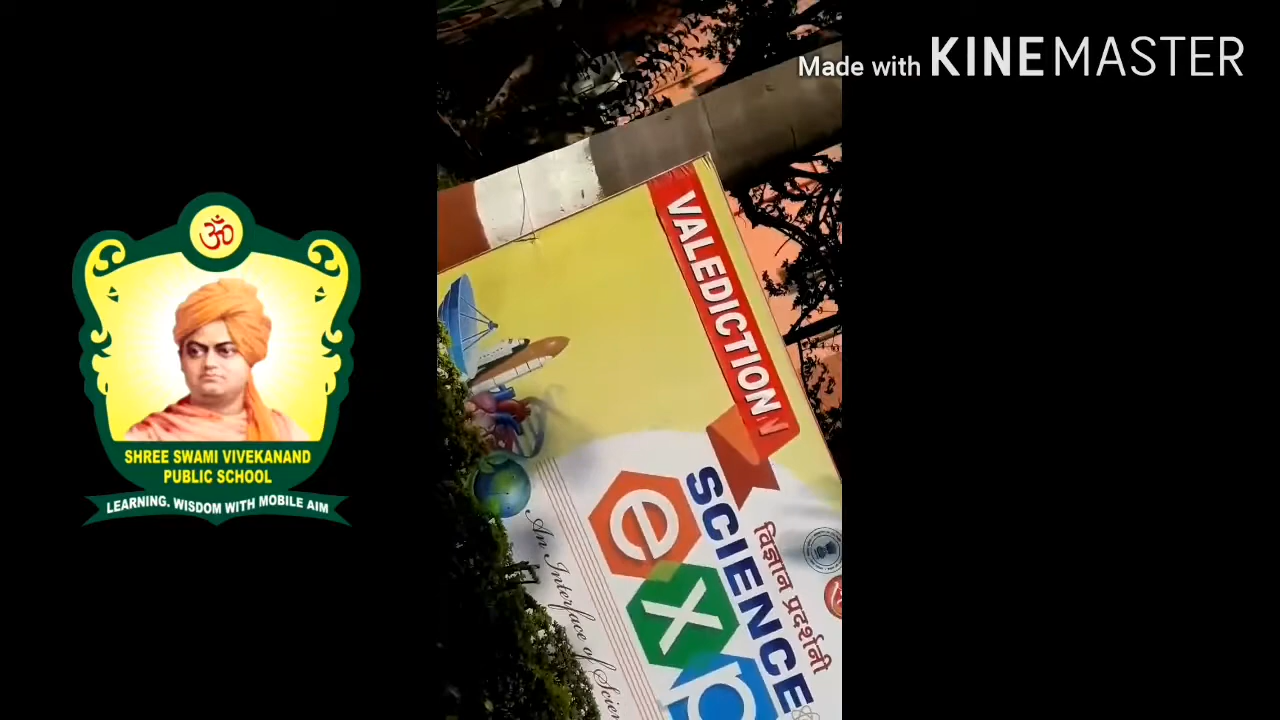 Made with KINEMASTER
ॐ
SHREE SWAMI VIVEKANAND
PUBLIC SCHOOL
LEARNING. WISDOM WITH MOBILE AIM
VALEDICTION
विज्ञान प्रदर्शनी
SCIENCE
exp
An Interface of